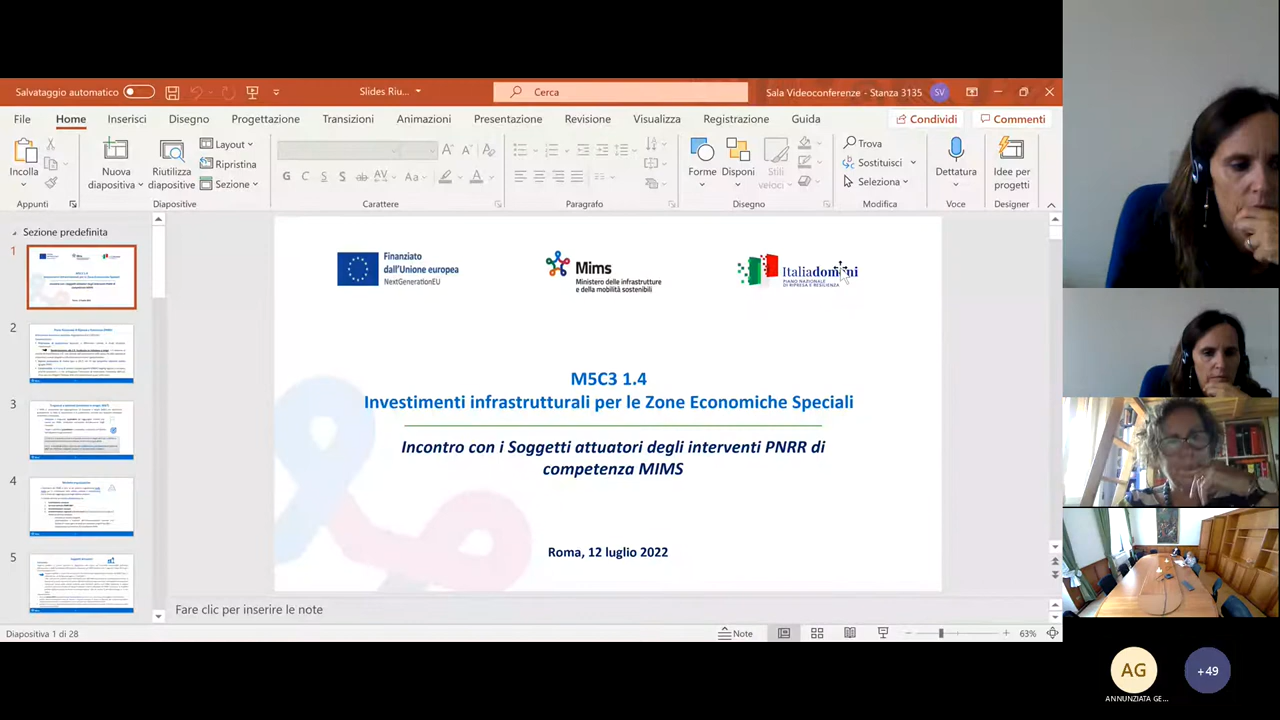 Salvataggio automatico
Slides Riu...
Cerca
Sala Videoconferenze - Stanza 3135
SV
File
Home
Inserisci
Disegno
Progettazione
Transizioni
Animazioni
Presentazione
Revisione
Visualizza
Registrazione
Guida
Condividi
Commenti
Incolla
Nuova
diapositiva
Riutilizza
diapositive
Layout
Ripristina
Sezione
Forme
Disponi
Stili
veloci
Trova
Sostituisci
Seleziona
Dettatura
Idee per
progetti
Appunti
Diapositive
Carattere
Paragrafo
Disegno
Modifica
Voce
Designer
Sezione predefinita
1
2
3
4
5
Finanziato
dall'Unione europea
NextGenerationEU
Mims
Ministero delle infrastrutture
e della mobilità sostenibili
Italiadomani
PIANO NAZIONALE
DI RIPRESA E RESILIENZA
M5C3 1.4
Investimenti infrastrutturali per le Zone Economiche Speciali
Incontro con i Soggetti attuatori degli interventi PNRR di
competenza MIMS
Roma, 12 luglio 2022
Fare clic per inserire le note
Diapositiva 1 di 28
Note
63%
AG
ANNUNZIATA GE...
+49